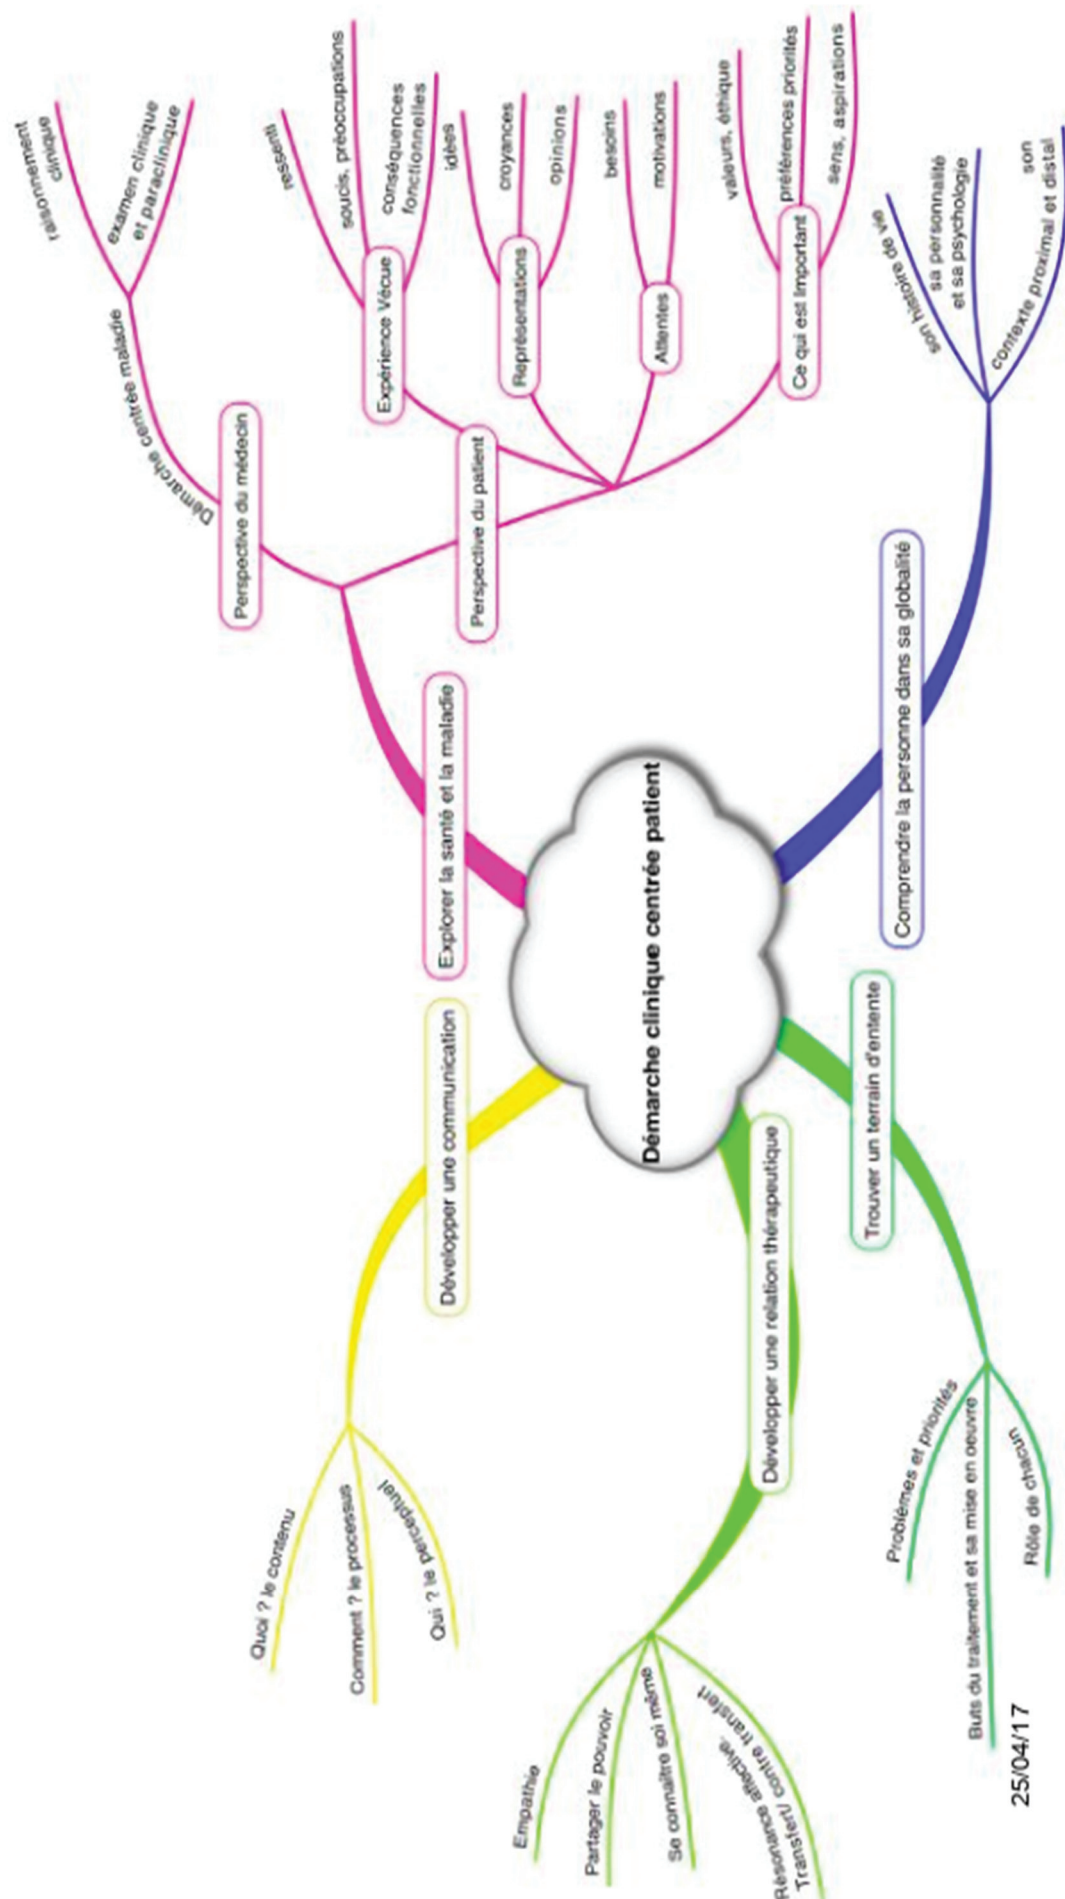 Démarche clinique centrée patient
Explorer la santé et la maladie
Perspective du médecin
Démarche centrée maladie
raisonnement
clinique
examen clinique
et paraclinique
Perspective du patient
Expérience Vécue
ressenti
soucis, préoccupations
conséquences
fonctionnelles
Représentations
idées
croyances
opinions
Attentes
besoins
motivations
Ce qui est Important
valeurs, éthique
préférences priorités
sens, aspirations
Comprendre la personne dans sa globalité
son histoire de vie
sa personnalité
et sa psychologie
son
contexte proximal et distal
Trouver un terrain d'entente
Problèmes et priorités
Buts du traitement et sa mise en oeuvre
Rôle de chacun
Développer une relation thérapeutique
Empathie
Partager le pouvoir
Se connaître soi même
Résonance affective,
Transfert/ contre transfert
Développer une communication
Quoi ? le contenu
Comment ? le processus
Qui ? le perceptuel
25/04/17